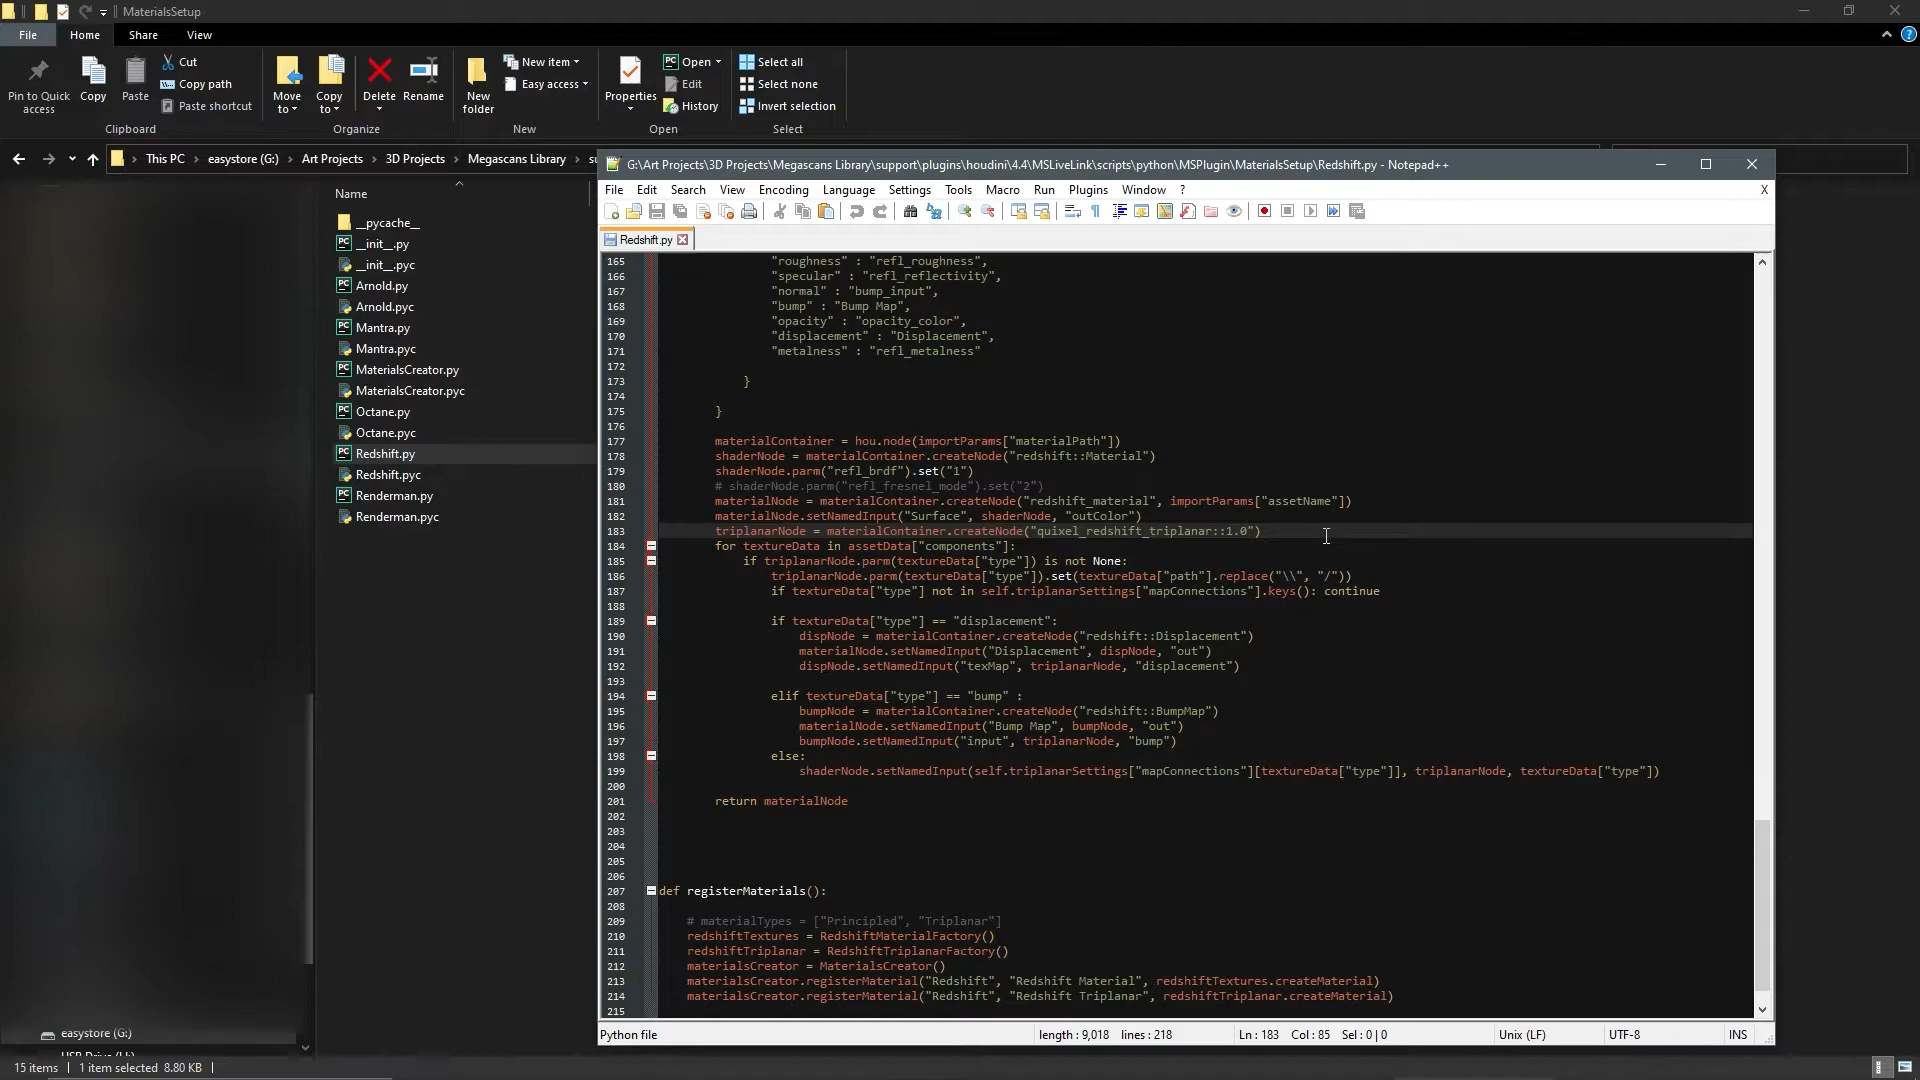 MaterialsSetup
File Home Share View
Pin to Quick access
Copy
Paste
Cut
Copy path
Paste shortcut
Clipboard
Move to
Copy to
Delete
Rename
Organize
New folder
New item
Easy access
New
Properties
Open
Edit
History
Open
Select all
Select none
Invert selection
Select
This PC easystore (G:) Art Projects 3D Projects Megascans Library
Name
__pycache__
__init__.py
__init__.pyc
Arnold.py
Arnold.pyc
Mantra.py
Mantra.pyc
MaterialsCreator.py
MaterialsCreator.pyc
Octane.py
Octane.pyc
Redshift.py
Redshift.pyc
Renderman.py
Renderman.pyc
easystore (G:)
15 items 1 item selected 8.80 KB
G:\Art Projects\3D Projects\Megascans Library\support\plugins\houdini\4.4\MSLiveLink\scripts\python\MSPlugin\MaterialsSetup\Redshift.py - Notepad++
File Edit Search View Encoding Language Settings Tools Macro Run Plugins Window ? X
Redshift.py
165 "roughness" : "refl_roughness",
166 "specular" : "refl_reflectivity",
167 "normal" : "bump_input",
168 "bump" : "Bump Map",
169 "opacity" : "opacity_color",
170 "displacement" : "Displacement",
171 "metalness" : "refl_metalness"
172
173 }
174
175 }
176
177 materialContainer = hou.node(importParams["materialPath"])
178 shaderNode = materialContainer.createNode("redshift::Material")
179 shaderNode.parm("refl_brdf").set("1")
180 # shaderNode.parm("refl_fresnel_mode").set("2")
181 materialNode = materialContainer.createNode("redshift_material", importParams["assetName"])
182 materialNode.setNamedInput("Surface", shaderNode, "outColor")
183 triplanarNode = materialContainer.createNode("quixel_redshift_triplanar::1.0")
184 for textureData in assetData["components"]:
185 if triplanarNode.parm(textureData["type"]) is not None:
186 triplanarNode.parm(textureData["type"]).set(textureData["path"].replace("\\", "/"))
187 if textureData["type"] not in self.triplanarSettings["mapConnections"].keys(): continue
188
189 if textureData["type"] == "displacement":
190 dispNode = materialContainer.createNode("redshift::Displacement")
191 materialNode.setNamedInput("Displacement", dispNode, "out")
192 dispNode.setNamedInput("texMap", triplanarNode, "displacement")
193
194 elif textureData["type"] == "bump" :
195 bumpNode = materialContainer.createNode("redshift::BumpMap")
196 materialNode.setNamedInput("Bump Map", bumpNode, "out")
197 bumpNode.setNamedInput("input", triplanarNode, "bump")
198 else:
199 shaderNode.setNamedInput(self.triplanarSettings["mapConnections"][textureData["type"]], triplanarNode, textureData["type"])
200
201 return materialNode
202
203
204
205
206
207 def registerMaterials():
208
209 # materialTypes = ["Principled", "Triplanar"]
210 redshiftTextures = RedshiftMaterialFactory()
211 redshiftTriplanar = RedshiftTriplanarFactory()
212 materialsCreator = MaterialsCreator()
213 materialsCreator.registerMaterial("Redshift", "Redshift Material", redshiftTextures.createMaterial)
214 materialsCreator.registerMaterial("Redshift", "Redshift Triplanar", redshiftTriplanar.createMaterial)
215
Python file length : 9,018 lines : 218 Ln : 183 Col : 85 Sel : 0 | 0 Unix (LF) UTF-8 INS